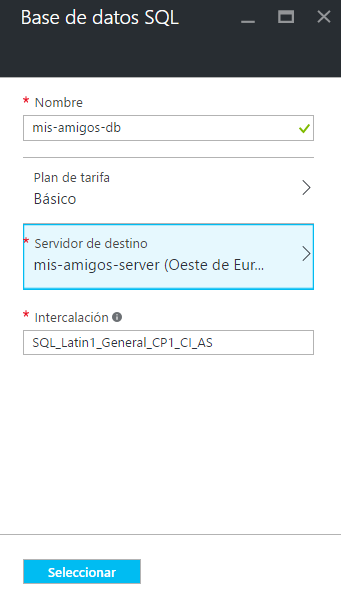 Base de datos SQL
* Nombre
mis-amigos-db
Plan de tarifa
Básico
* Servidor de destino
mis-amigos-server (Oeste de Eur...
* Intercalación
SQL_Latin1_General_CP1_CI_AS
Seleccionar